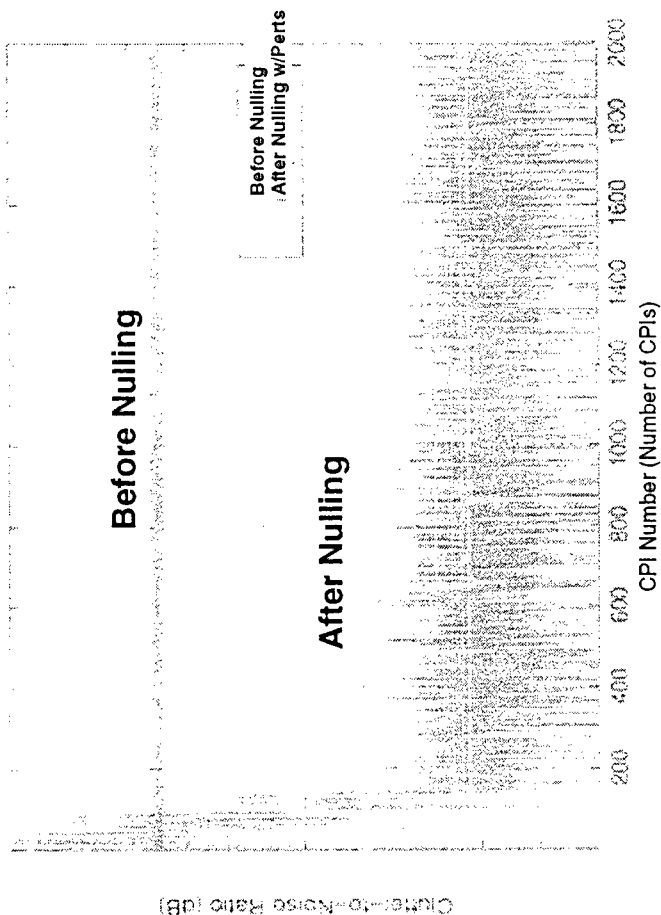 Before Nulling
After Nulling
Before Nulling
After Nulling w/Perts
200
400
600
800
1000
1200
1400
1600
1800
2000
CPI Number (Number of CPIs)
Clutter-to-Noise Ratio (dB)